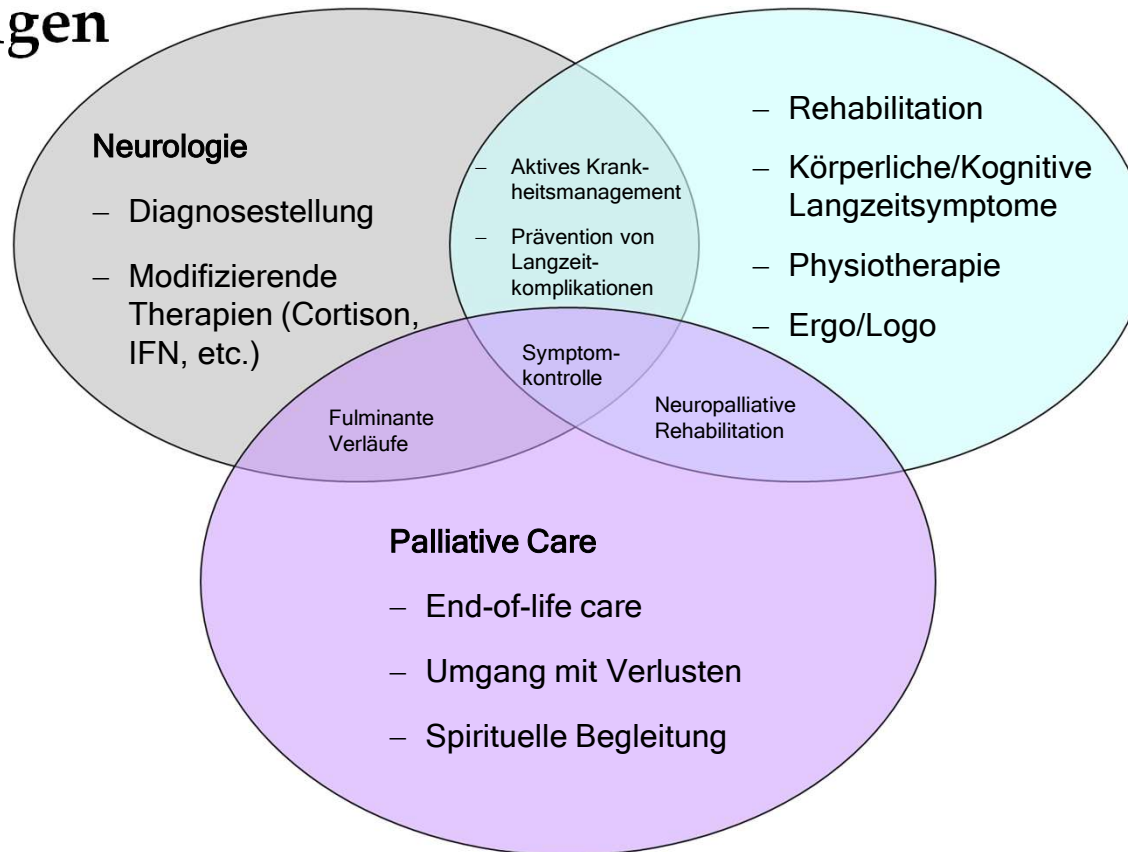 gen
Neurologie
– Diagnosestellung
– Modifizierende
Therapien (Cortison,
IFN, etc.)
– Aktives Krank-
heitsmanagement
– Prävention von
Langzeit-
komplikationen
– Rehabilitation
– Körperliche/Kognitive
Langzeitsymptome
– Physiotherapie
– Ergo/Logo
Symptom-
kontrolle
Fulminante
Verläufe
Neuropalliative
Rehabilitation
Palliative Care
– End-of-life care
– Umgang mit Verlusten
– Spirituelle Begleitung